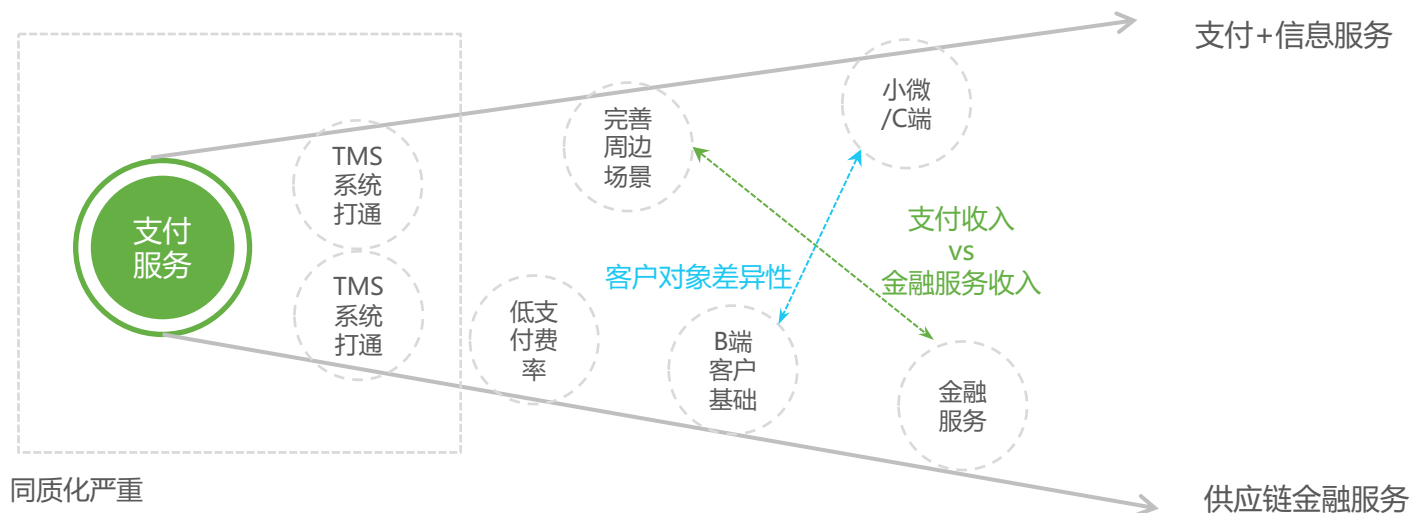 支付+信息服务
小微
/C端
完善
周边
场景
TMS
系统
打通
支付
服务
支付收入
vs
金融服务收入
客户对象差异性
TMS
系统
打通
低支
付费
率
B端
客户
基础
金融
服务
同质化严重
供应链金融服务